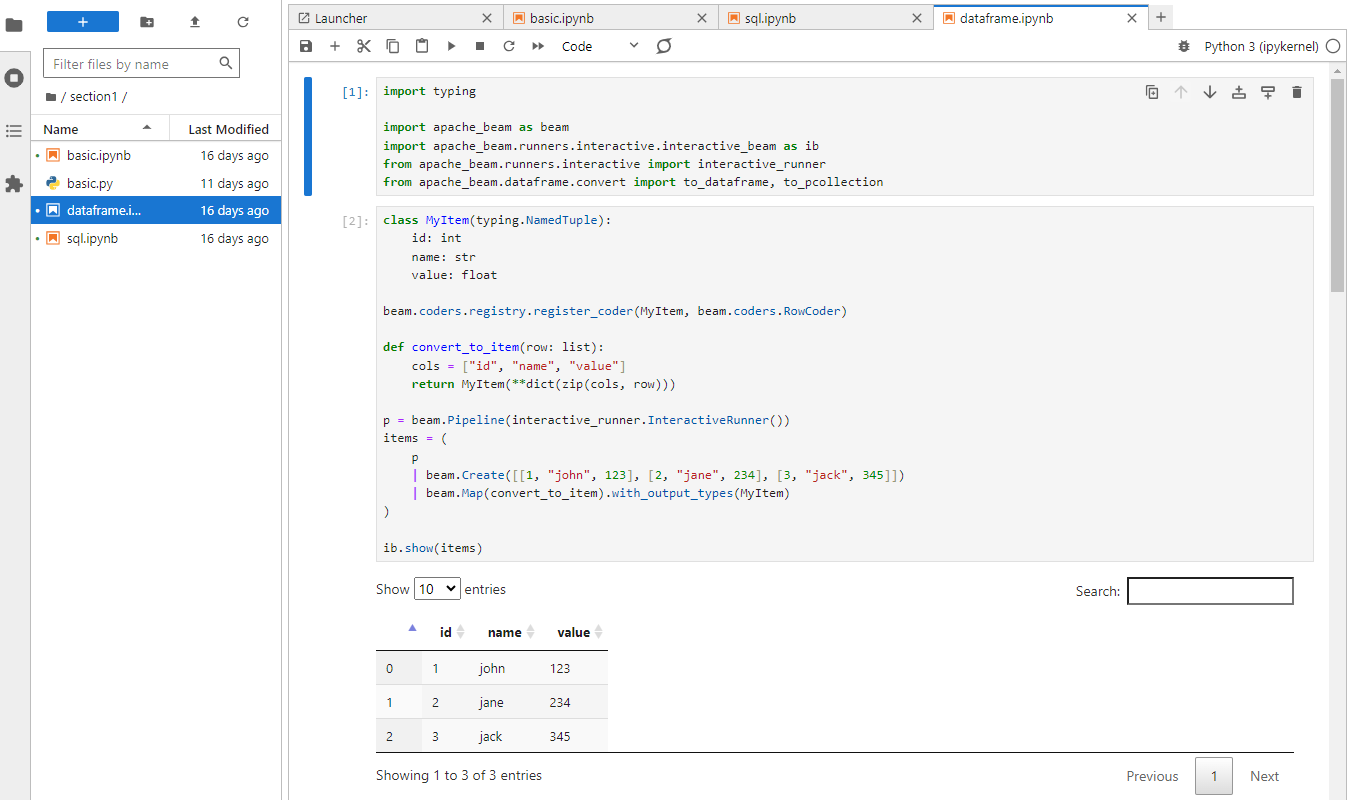 Launcher
basic.ipynb
sql.ipynb
dataframe.ipynb
Code
Python 3 (ipykernel)
Filter files by name
/ section1 /
Name Last Modified
basic.ipynb 16 days ago
basic.py 11 days ago
dataframe.i... 16 days ago
sql.ipynb 16 days ago
[1]:
import typing
import apache_beam as beam
import apache_beam.runners.interactive.interactive_beam as ib
from apache_beam.runners.interactive import interactive_runner
from apache_beam.dataframe.convert import to_dataframe, to_pcollection
[2]:
class MyItem(typing.NamedTuple):
    id: int
    name: str
    value: float
beam.coders.registry.register_coder(MyItem, beam.coders.RowCoder)
def convert_to_item(row: list):
    cols = ["id", "name", "value"]
    return MyItem(**dict(zip(cols, row)))
p = beam.Pipeline(interactive_runner.InteractiveRunner())
items = (
    p
    | beam.Create([[1, "john", 123], [2, "jane", 234], [3, "jack", 345]])
    | beam.Map(convert_to_item).with_output_types(MyItem)
)
ib.show(items)
Show 10 entries
Search:
id name value
0 1 john 123
1 2 jane 234
2 3 jack 345
Showing 1 to 3 of 3 entries
Previous 1 Next